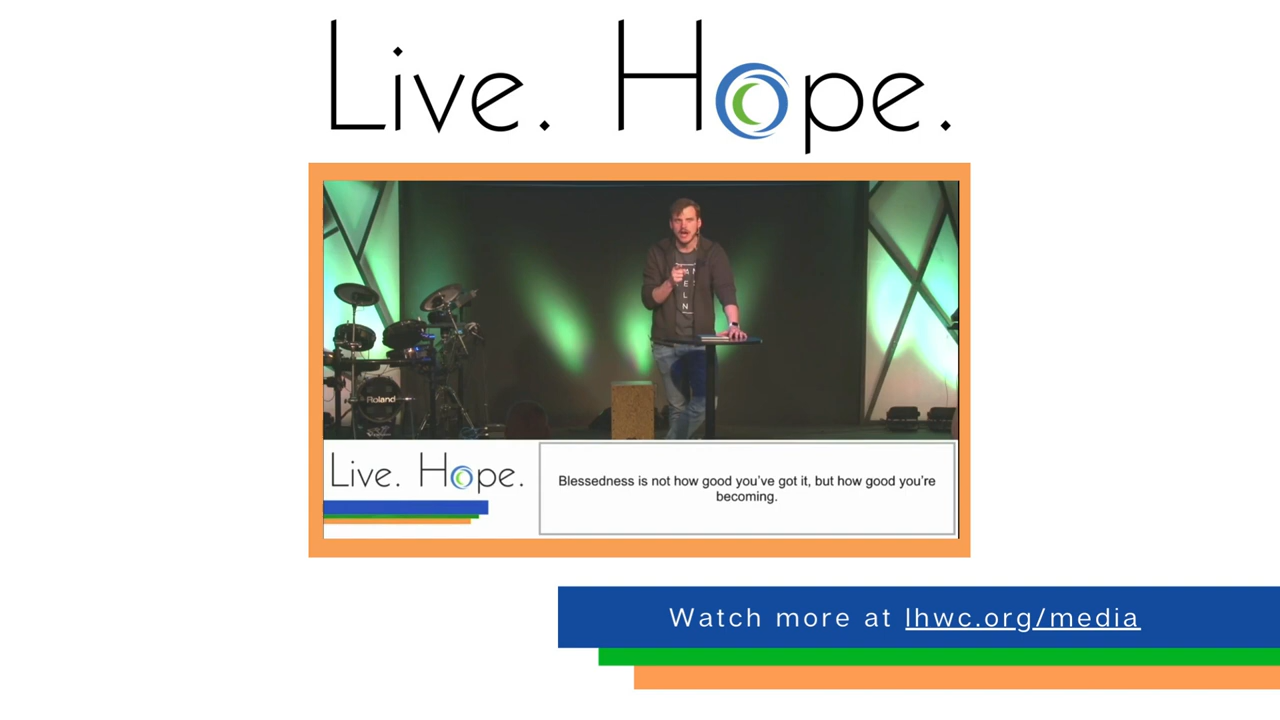 Live. Hope.
Roland
Live. Hope.
Blessedness is not how good you've got it, but how good you're
becoming.
Watch more at lhwc.org/media